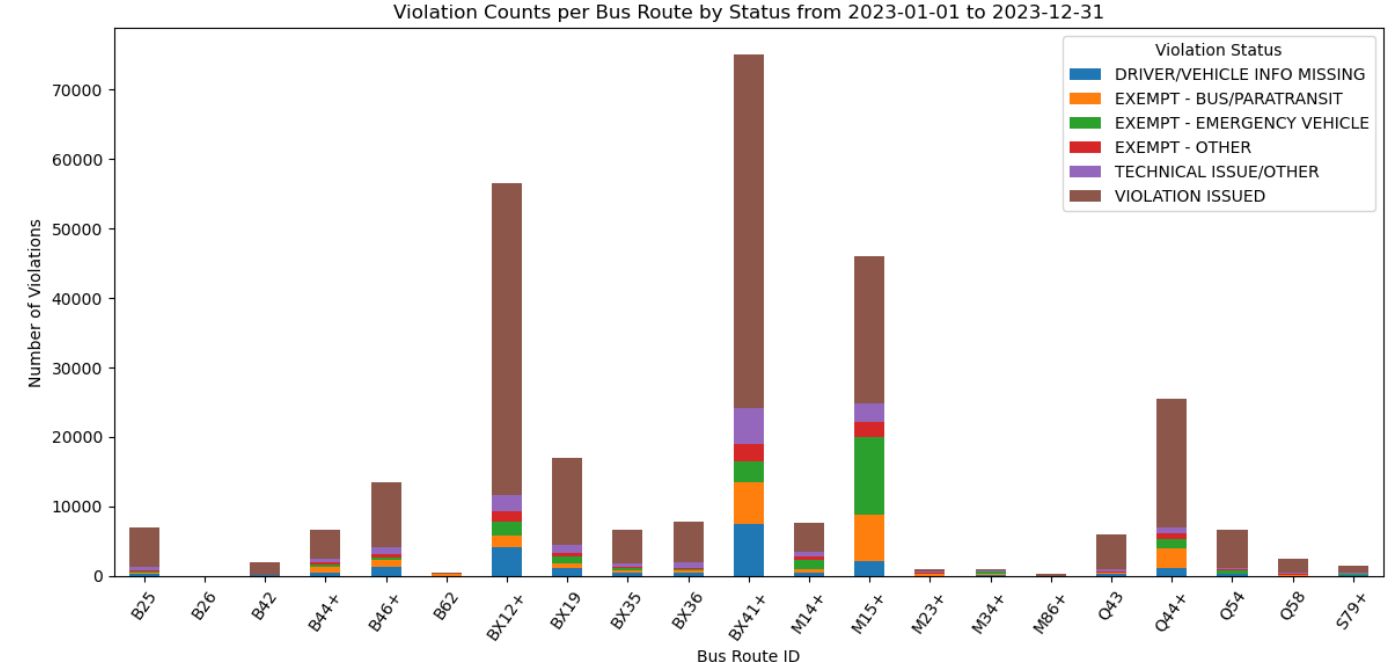 Violation Counts per Bus Route by Status from 2023-01-01 to 2023-12-31
Violation Status
DRIVER/VEHICLE INFO MISSING
EXEMPT - BUS/PARATRANSIT
EXEMPT - EMERGENCY VEHICLE
EXEMPT - OTHER
TECHNICAL ISSUE/OTHER
VIOLATION ISSUED
Number of Violations
70000
60000
50000
40000
30000
20000
10000
0
B25
B26
B42
B44+
B46+
B62
BX12+
BX19
BX35
BX36
BX41+
M14+
M15+
M23+
M34+
M86+
Q43
Q44+
Q54
Q58
S79+
Bus Route ID